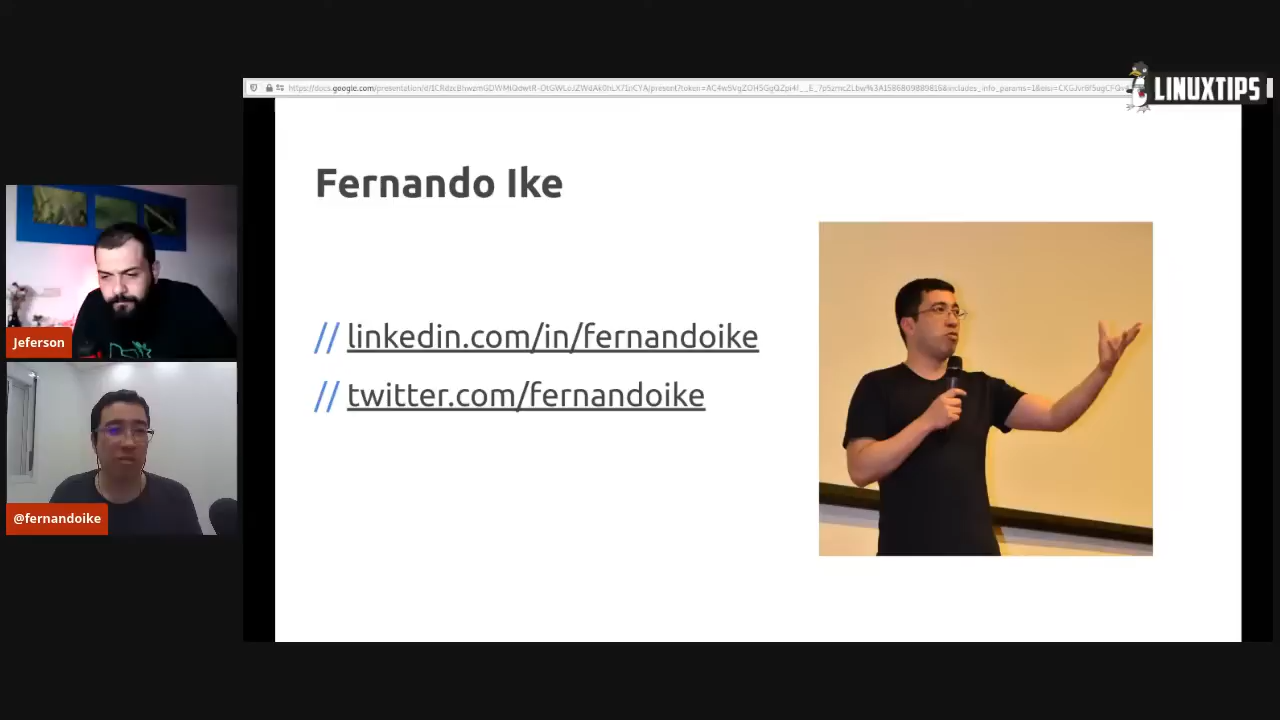 LINUXTIPS
Fernando Ike
// linkedin.com/in/fernandoike
// twitter.com/fernandoike
Jeferson
@fernandoike